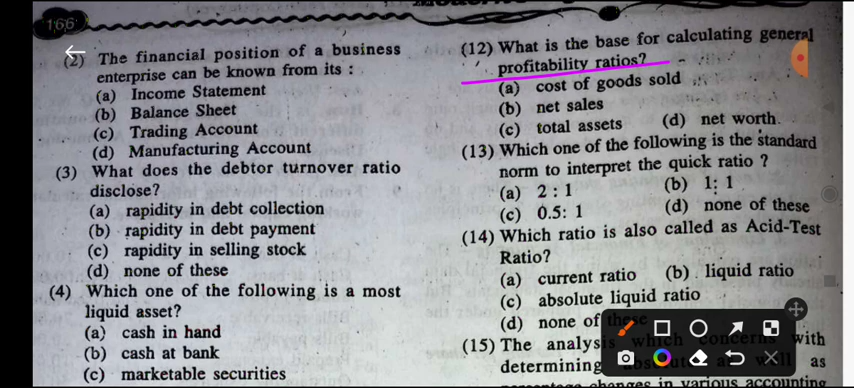 166
(2) The financial position of a business
enterprise can be known from its :
(a) Income Statement
(b) Balance Sheet
(c) Trading Account
(d) Manufacturing Account
(3) What does the debtor turnover ratio
disclose?
(a) rapidity in debt collection
(b) rapidity in debt payment
(c) rapidity in selling stock
(d) none of these
(4) Which one of the following is a most
liquid asset?
(a) cash in hand
(b) cash at bank
(c) marketable securities
(12) What is the base for calculating general
profitability ratios?
(a) cost of goods sold
(b) net sales
(c) total assets (d) net worth.
(13) Which one of the following is the standard
norm to interpret the quick ratio ?
(a) 2 : 1 (b) 1: 1
(c) 0.5: 1 (d) none of these
(14) Which ratio is also called as Acid-Test
Ratio?
(a) current ratio (b) liquid ratio
(c) absolute liquid ratio
(d) none of these
(15) The analysis which concerns with
determining as
changes in various accounting